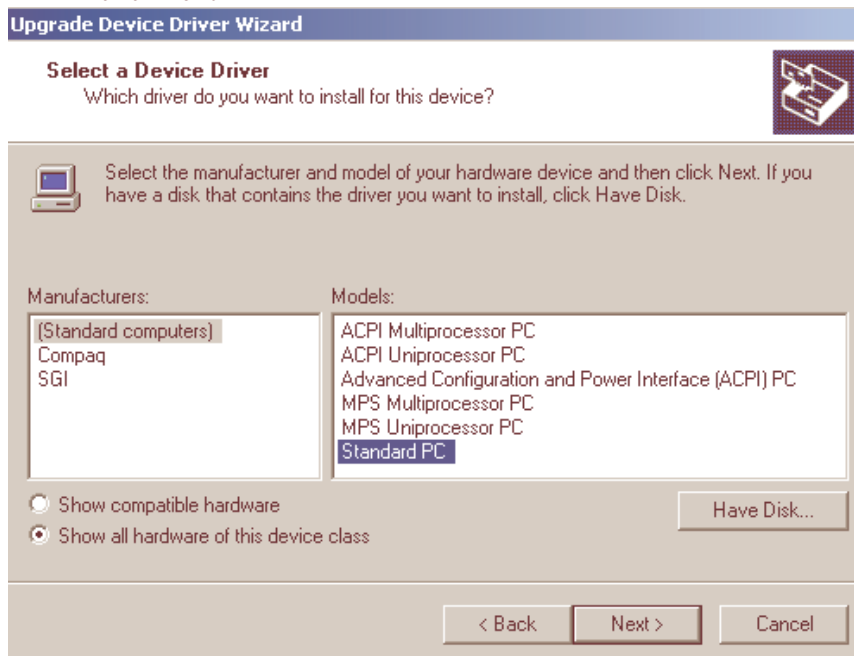 Upgrade Device Driver Wizard
Select a Device Driver
Which driver do you want to install for this device?
Select the manufacturer and model of your hardware device and then click Next. If you
have a disk that contains the driver you want to install, click Have Disk.
Manufacturers:
(Standard computers)
Compaq
SGI
Models:
ACPI Multiprocessor PC
ACPI Uniprocessor PC
Advanced Configuration and Power Interface (ACPI) PC
MPS Multiprocessor PC
MPS Uniprocessor PC
Standard PC
Show compatible hardware
Show all hardware of this device class
Have Disk...
< Back
Next >
Cancel